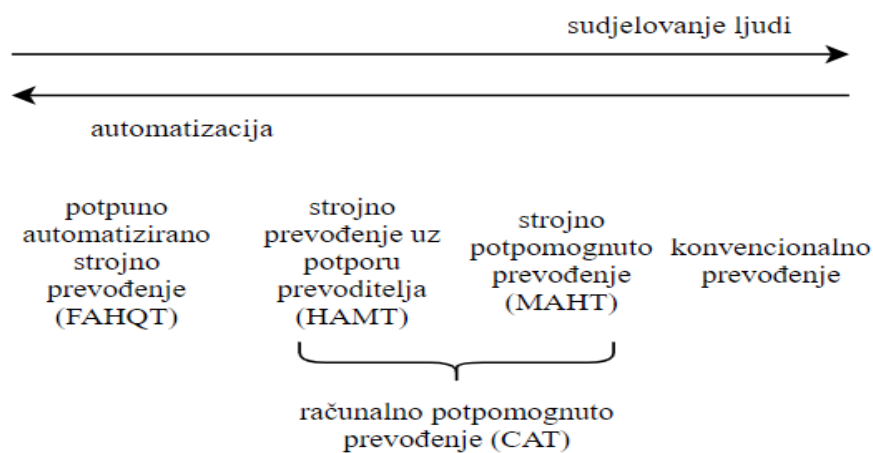 sudjelovanje ljudi
automatizacija
potpuno
automatizirano
strojno
prevođenje
(FAHQT)
strojno
prevođenje uz
potporu
prevoditelja
(HAMT)
strojno
potpomognuto
prevođenje
(MAHT)
konvencionalno
prevođenje
računalno potpomognuto
prevođenje (CAT)